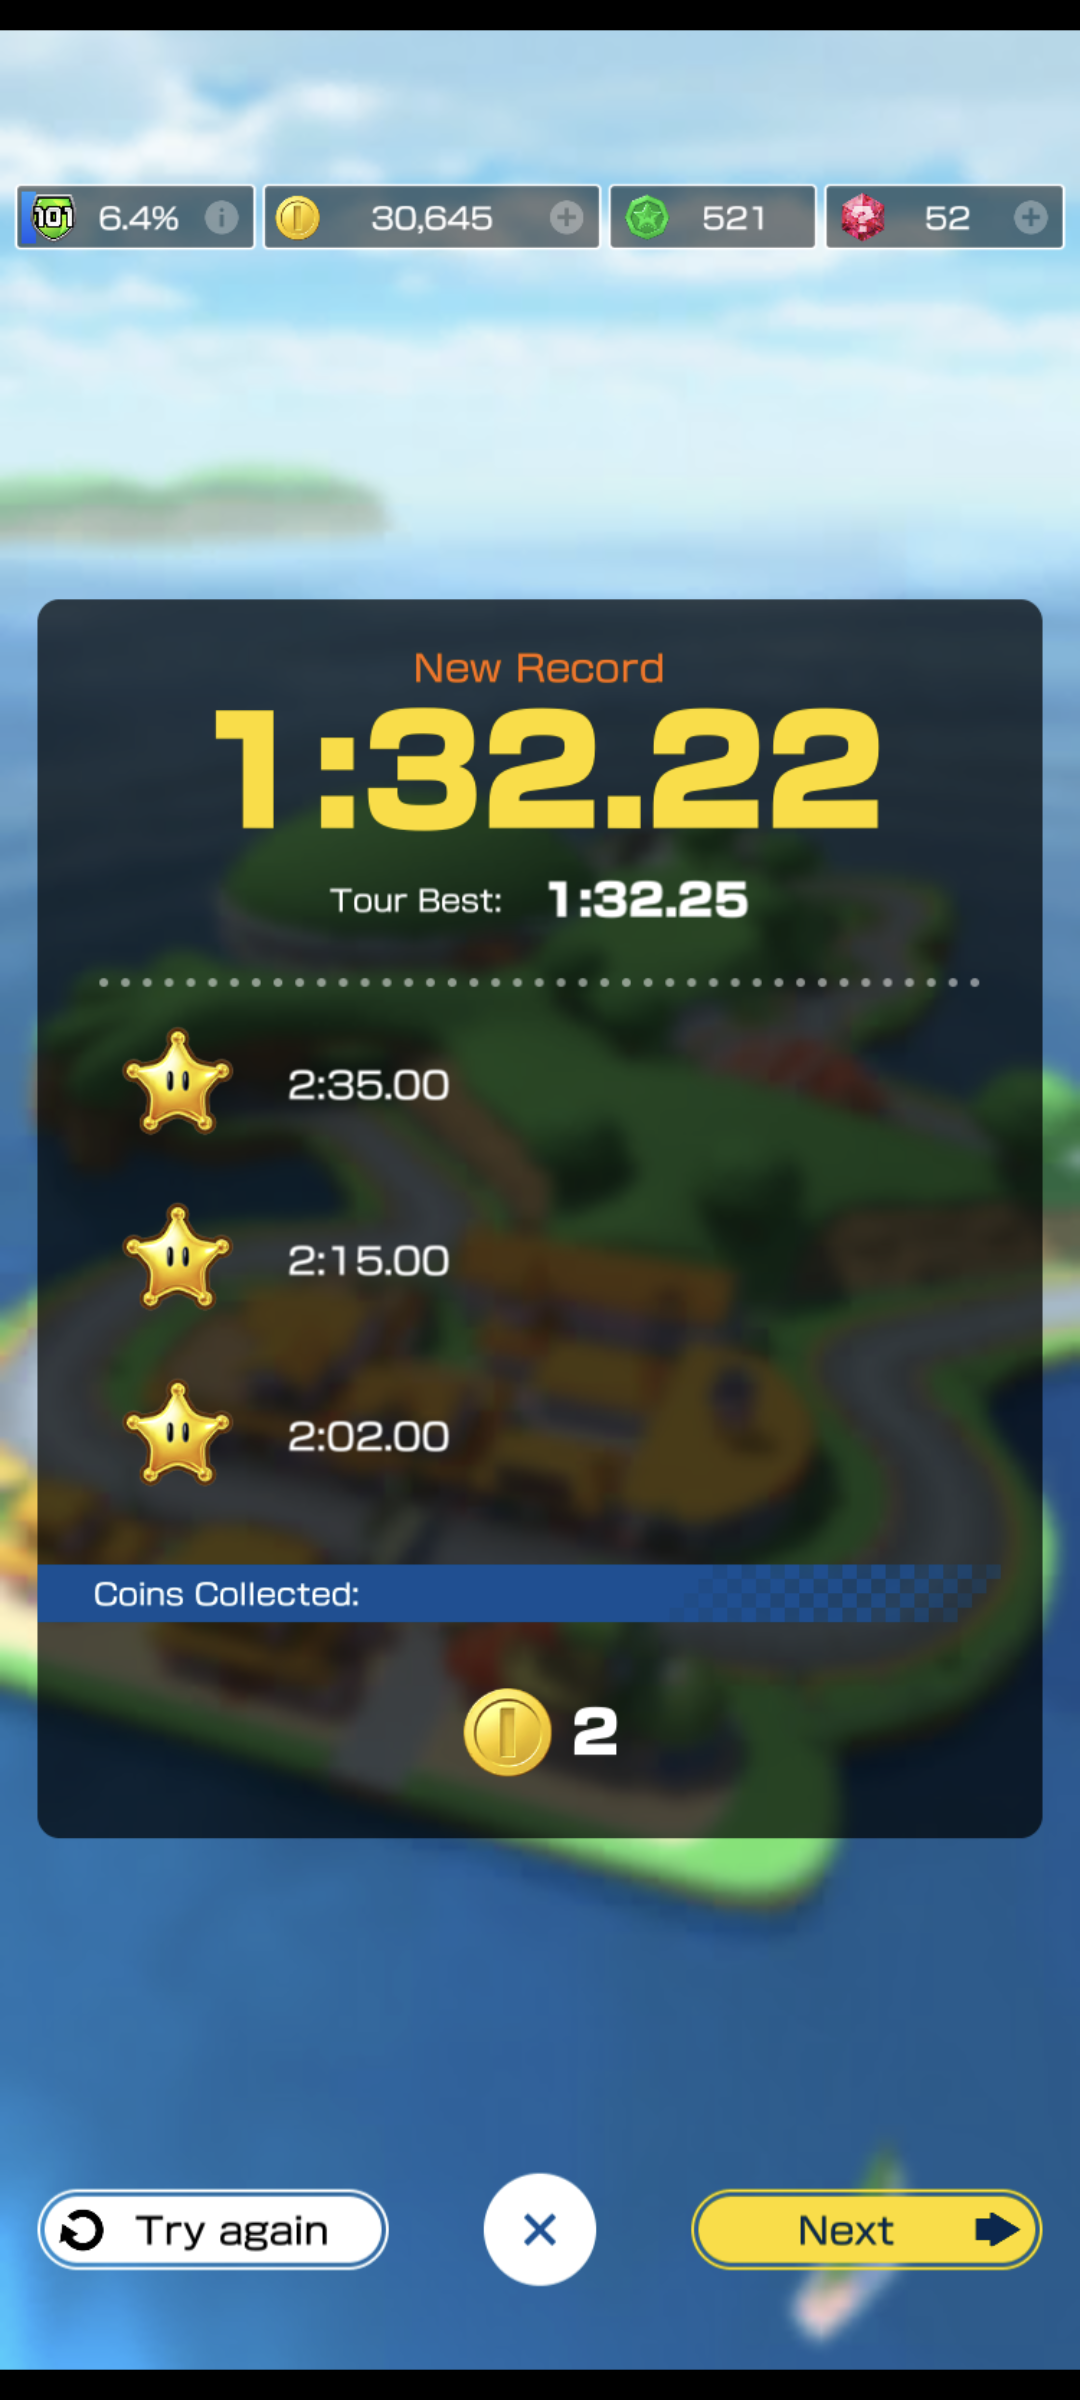 101 6.4% i 30,645 + 521 ? 52 +
New Record
1:32.22
Tour Best: 1:32.25
2:35.00
2:15.00
2:02.00
Coins Collected:
2
Try again × Next